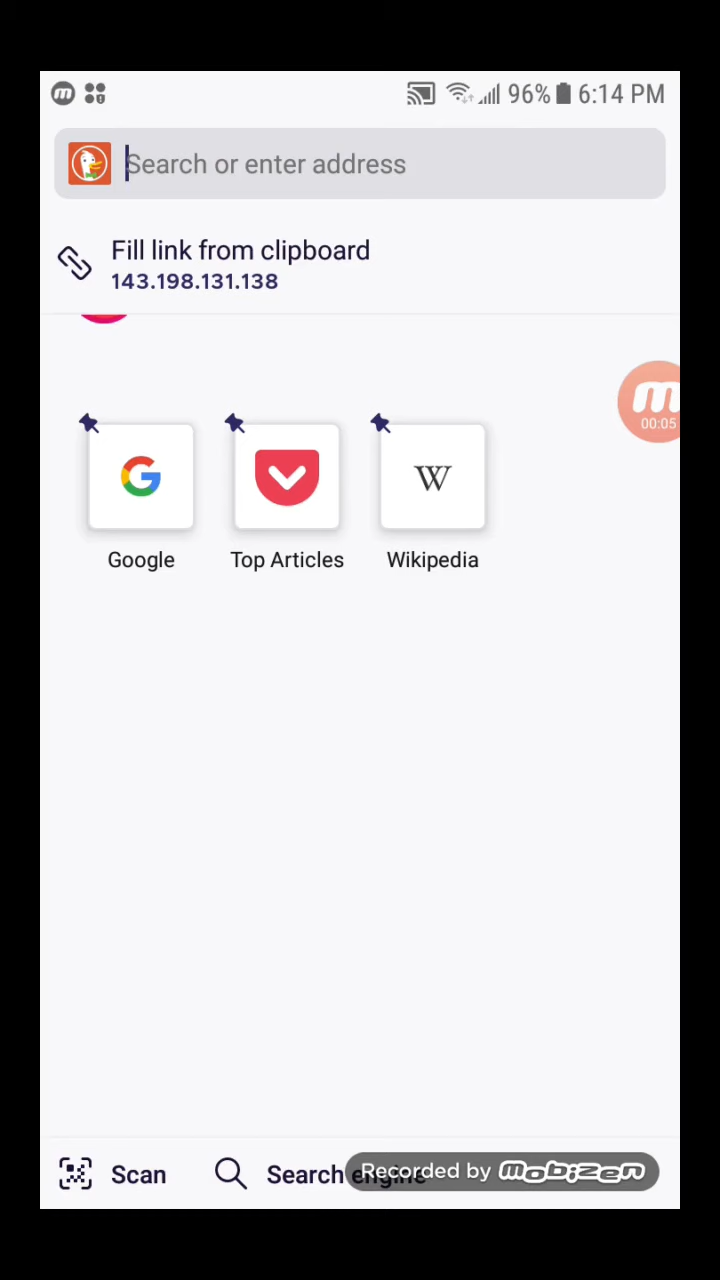 96% 6:14 PM
Search or enter address
Fill link from clipboard
143.198.131.138
m
00:05
G
W
Google Top Articles Wikipedia
Scan Search engine
Recorded by mobizen